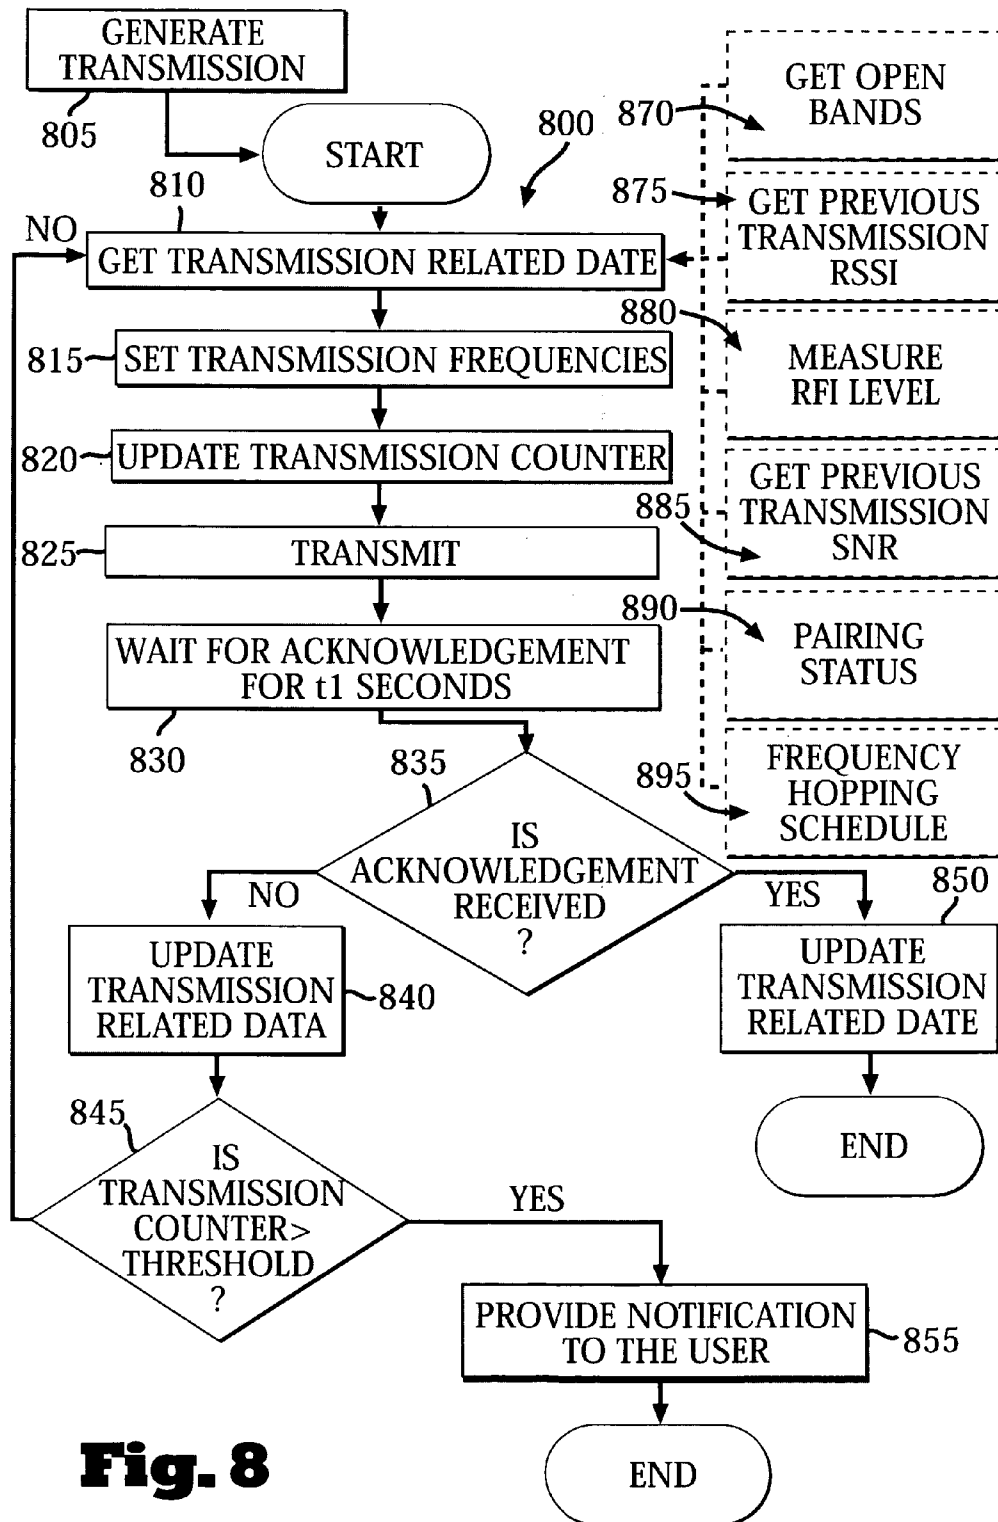 GENERATE
TRANSMISSION
805
START
800
810
NO
GET TRANSMISSION RELATED DATE
815
SET TRANSMISSION FREQUENCIES
820
UPDATE TRANSMISSION COUNTER
825
TRANSMIT
WAIT FOR ACKNOWLEDGEMENT
FOR t1 SECONDS
830
835
IS
ACKNOWLEDGEMENT
RECEIVED
?
NO
YES
UPDATE
TRANSMISSION
RELATED DATA
840
845
IS
TRANSMISSION
COUNTER>
THRESHOLD
?
YES
PROVIDE NOTIFICATION
TO THE USER
855
END
850
UPDATE
TRANSMISSION
RELATED DATE
END
870
GET OPEN
BANDS
875
GET PREVIOUS
TRANSMISSION
RSSI
880
MEASURE
RFI LEVEL
885
GET PREVIOUS
TRANSMISSION
SNR
890
PAIRING
STATUS
895
FREQUENCY
HOPPING
SCHEDULE
Fig. 8